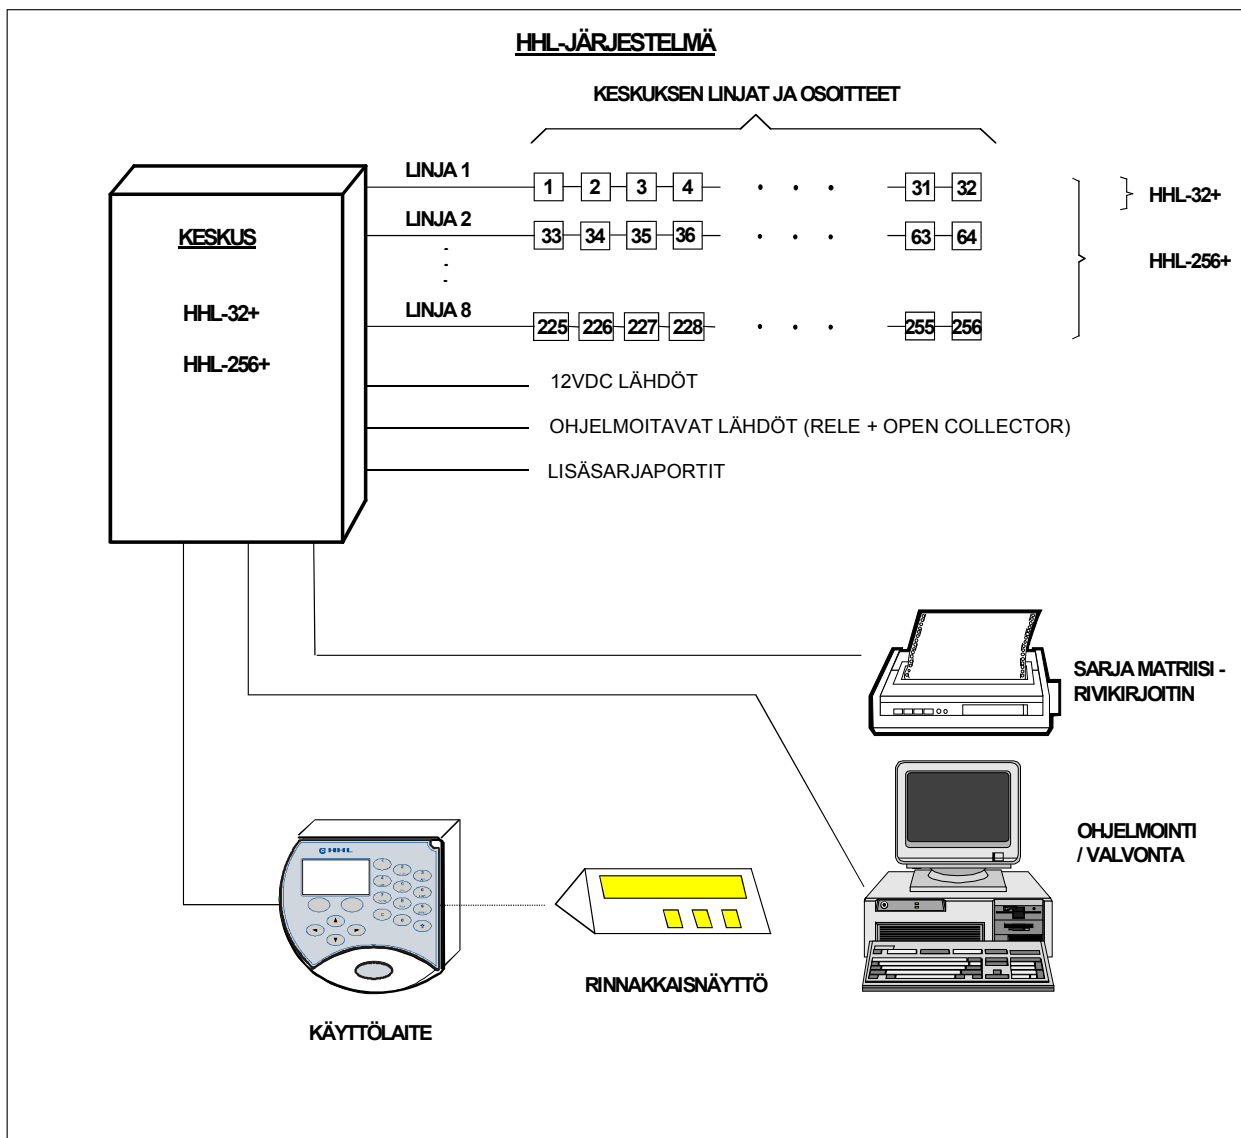 HHL-JÄRJESTELMÄ
KESKUKSEN LINJAT JA OSOITTEET
LINJA 1
1 2 3 4 . . . 31 32
HHL-32+
LINJA 2
33 34 35 36 . . . 63 64
KESKUS
HHL-256+
HHL-32+
LINJA 8
225 226 227 228 . . . 255 256
HHL-256+
12VDC LÄHDÖT
OHJELMOITAVAT LÄHDÖT (RELE + OPEN COLLECTOR)
LISÄSARJAPORTIT
SARJA MATRIISI -
RIVIKIRJOITIN
OHJELMOINTI
/ VALVONTA
HHL
RINNAKKAISNÄYTTÖ
KÄYTTÖLAITE